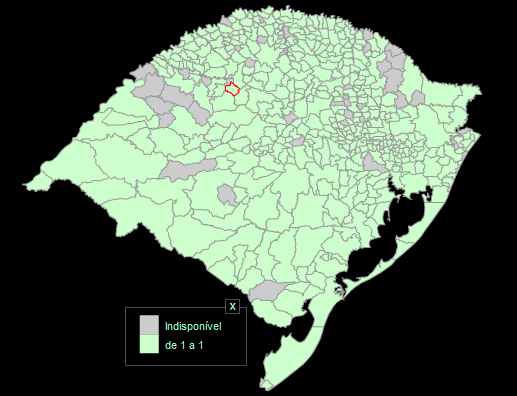 x
Indisponível
de 1 a 1